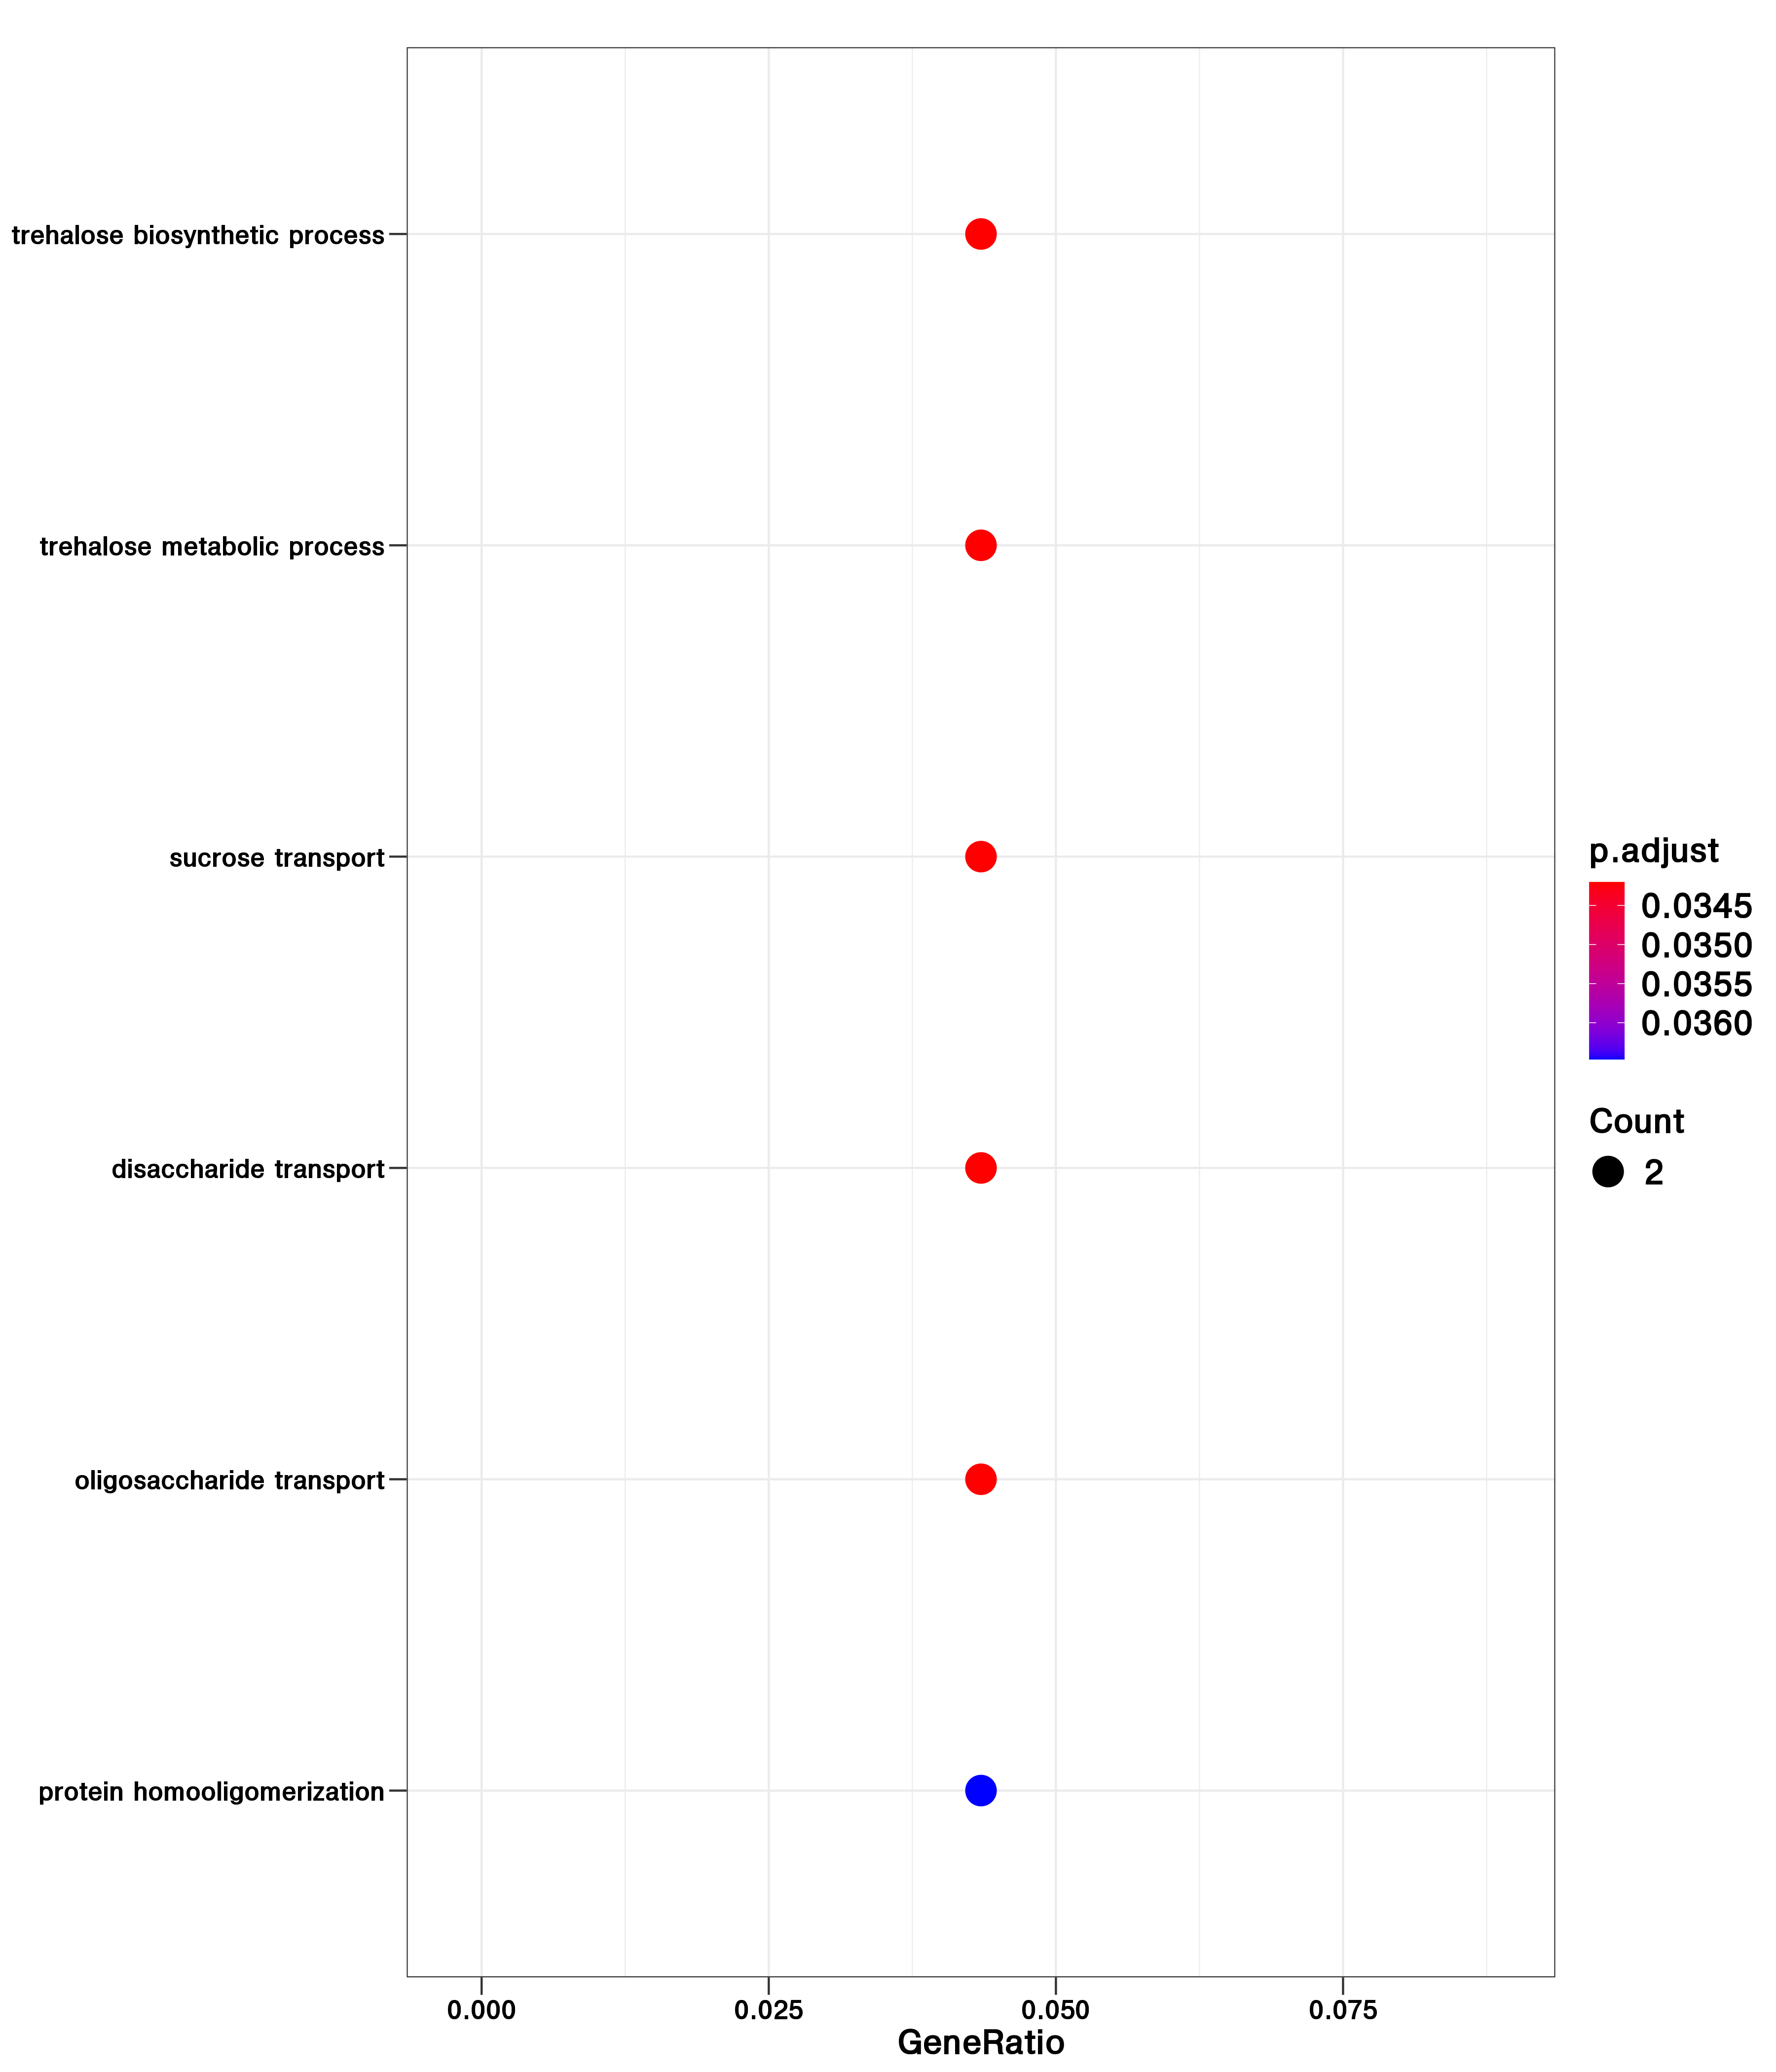 trehalose biosynthetic process
trehalose metabolic process
sucrose transport
disaccharide transport
oligosaccharide transport
protein homooligomerization
0.000 0.025 0.050 0.075
GeneRatio
p.adjust
0.0345
0.0350
0.0355
0.0360
Count
2